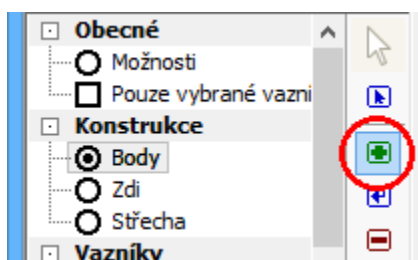 Obecné
Možnosti
Pouze vybrané vazni
Konstrukce
Body
Zdi
Střecha
Vazníky